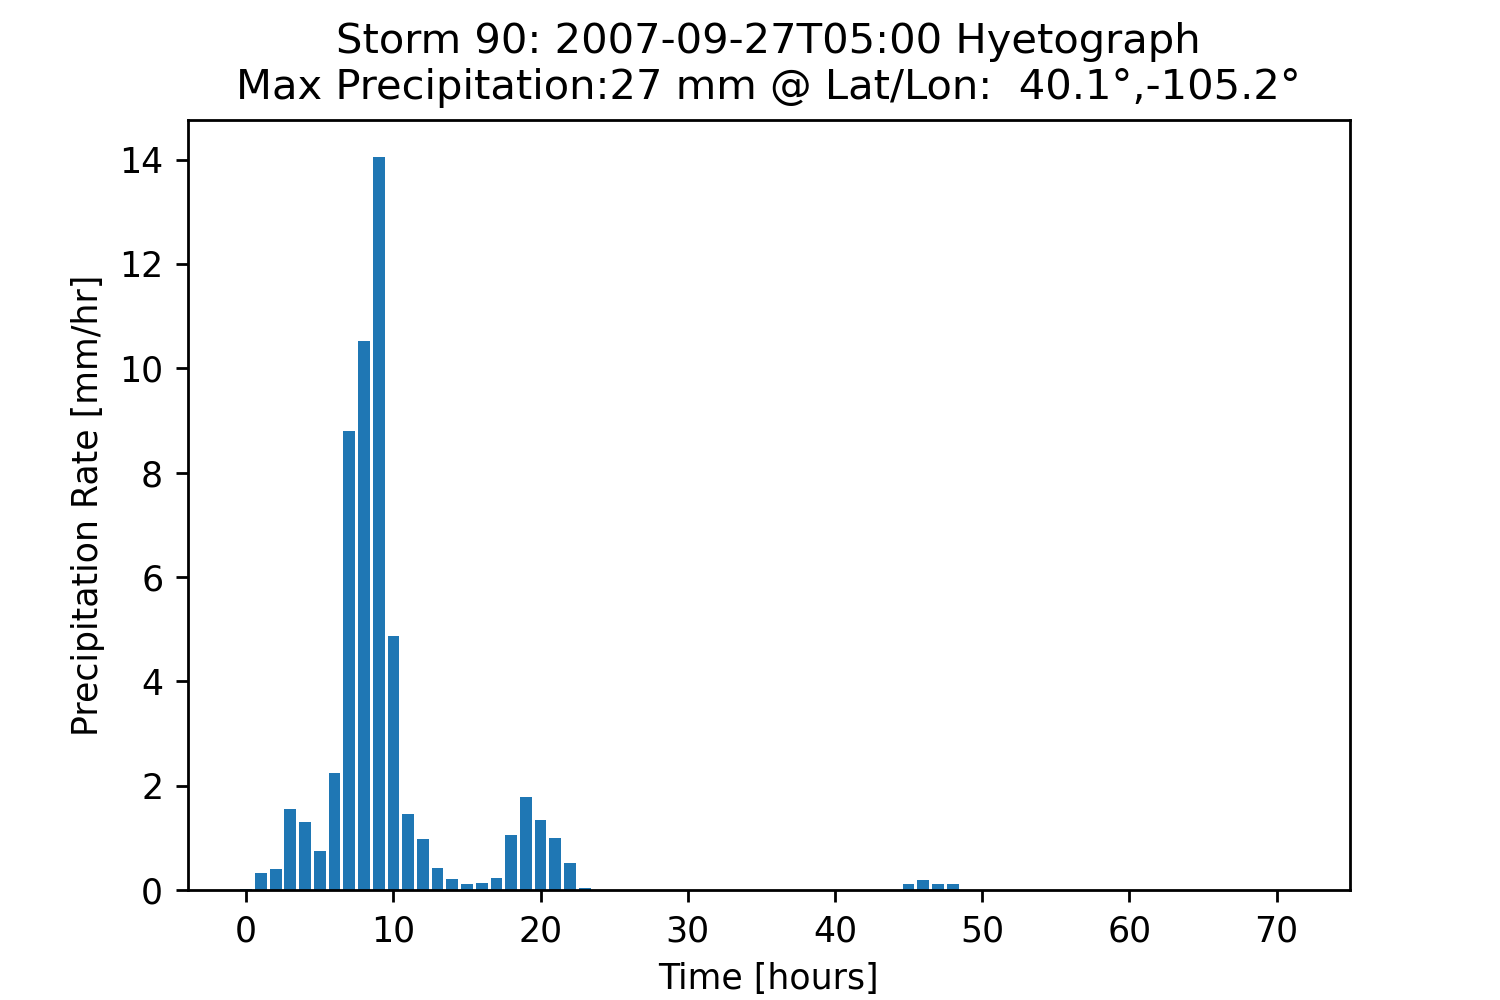 Storm 90: 2007-09-27T05:00 Hyetograph
Max Precipitation:27 mm @ Lat/Lon:  40.1°,-105.2°
Precipitation Rate [mm/hr]
14
12
10
8
6
4
2
0
0 10 20 30 40 50 60 70
Time [hours]